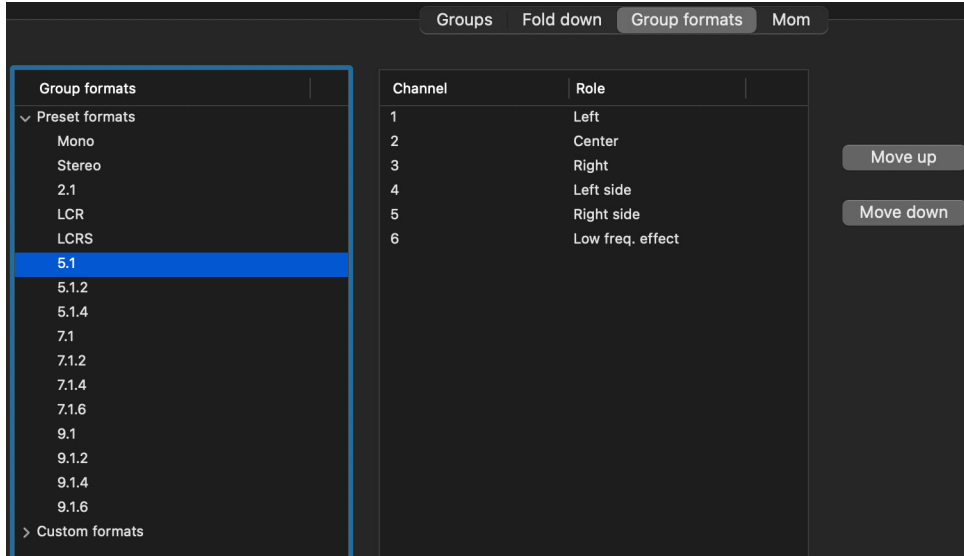 Groups Fold down Group formats Mom
Group formats
Preset formats
Mono
Stereo
2.1
LCR
LCRS
5.1
5.1.2
5.1.4
7.1
7.1.2
7.1.4
7.1.6
9.1
9.1.2
9.1.4
9.1.6
Custom formats
Channel Role
1 Left
2 Center
3 Right
4 Left side
5 Right side
6 Low freq. effect
Move up
Move down